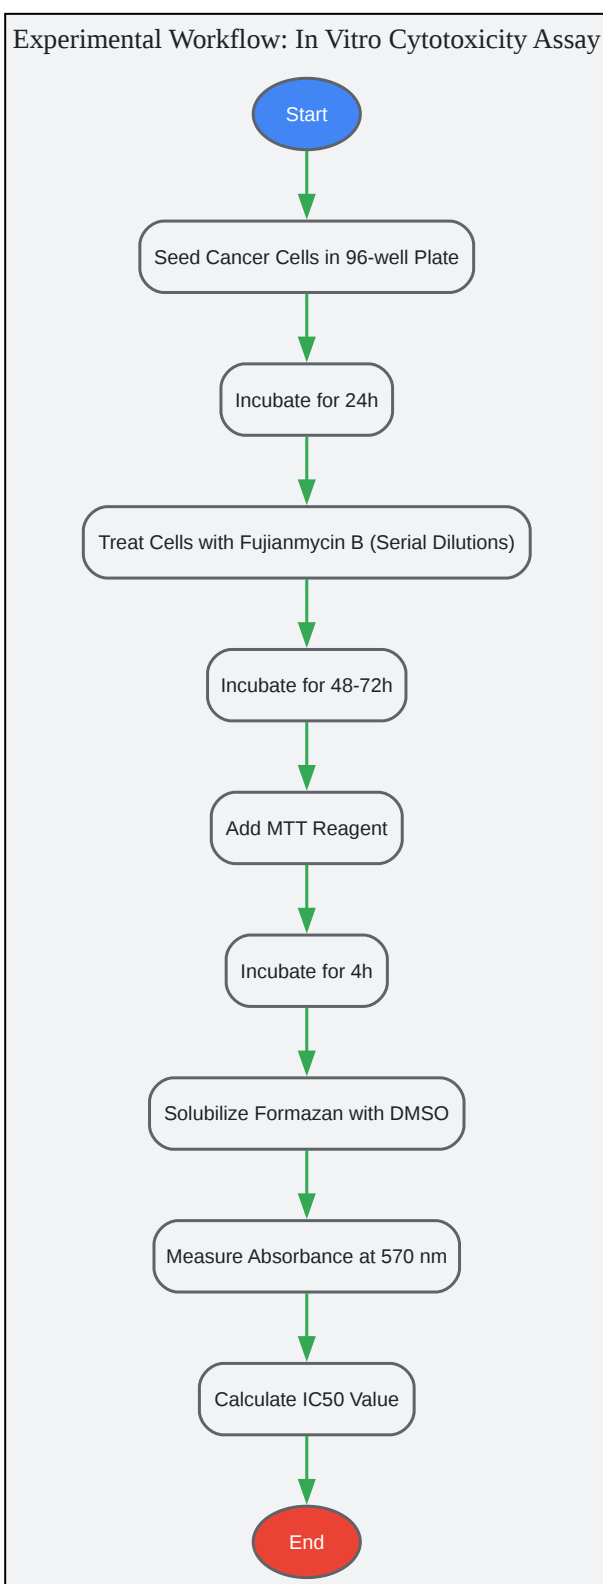 Experimental Workflow: In Vitro Cytotoxicity Assay
Start
Seed Cancer Cells in 96-well Plate
Incubate for 24h
Treat Cells with Fujianmycin B (Serial Dilutions)
Incubate for 48-72h
Add MTT Reagent
Incubate for 4h
Solubilize Formazan with DMSO
Measure Absorbance at 570 nm
Calculate IC50 Value
End